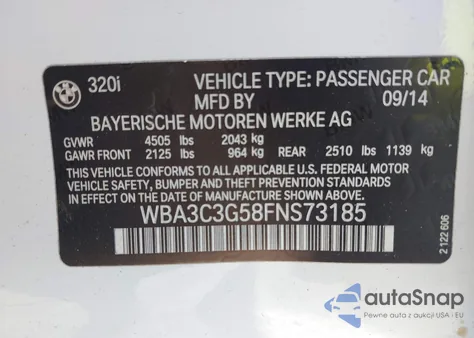 320i VEHICLE TYPE: PASSENGER CAR
MFD BY 09/14
BAYERISCHE MOTOREN WERKE AG
GVWR 4505 lbs 2043 kg
GAWR FRONT 2125 lbs 964 kg REAR 2510 lbs 1139 kg
THIS VEHICLE CONFORMS TO ALL APPLICABLE U.S. FEDERAL MOTOR
VEHICLE SAFETY, BUMPER AND THEFT PREVENTION STANDARDS IN
EFFECT ON THE DATE OF MANUFACTURE SHOWN ABOVE.
WBA3C3G58FNS73185
2 122 606
autoSnap
Pewne auta z aukcji USA i EU